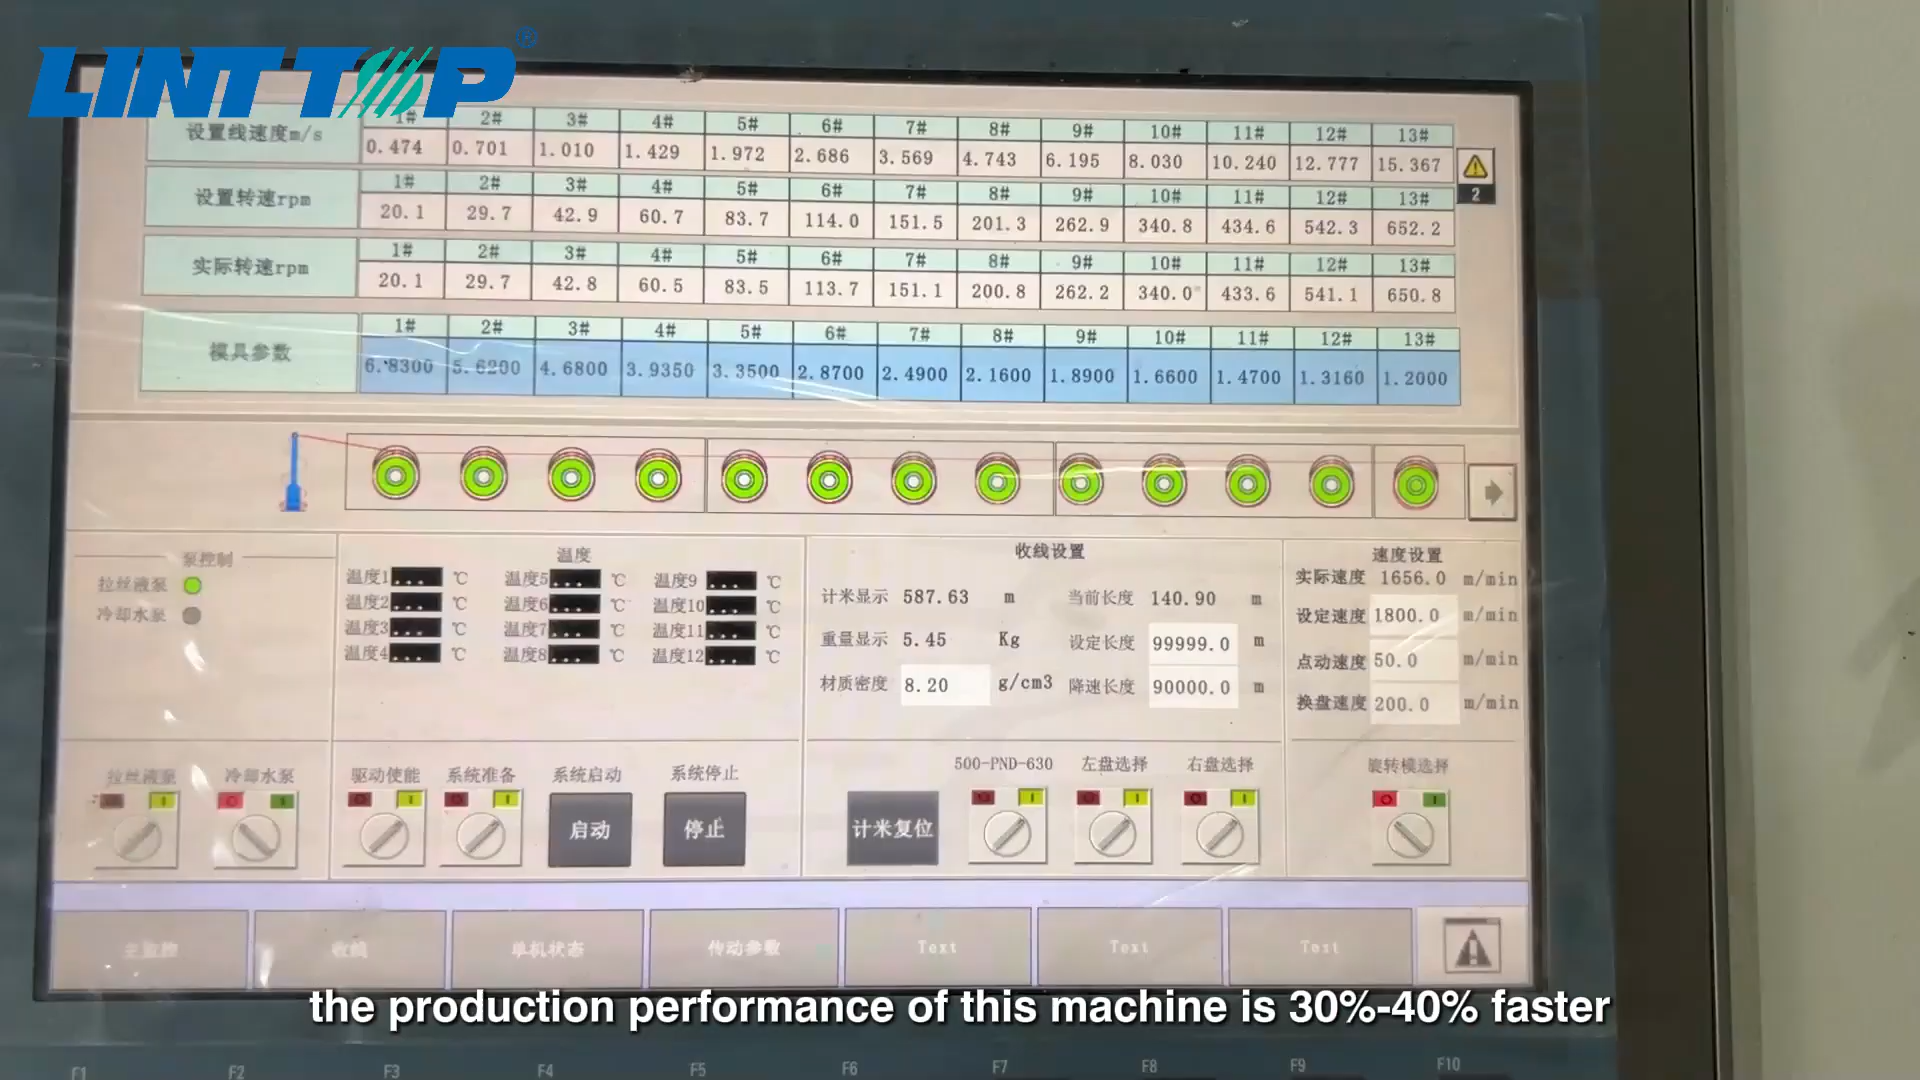 LINTTOP®
1# 2# 3# 4# 5# 6# 7# 8# 9# 10# 11# 12# 13#
设置线速度m/s 0.474 0.701 1.010 1.429 1.972 2.686 3.569 4.743 6.195 8.030 10.240 12.777 15.367
1# 2# 3# 4# 5# 6# 7# 8# 9# 10# 11# 12# 13#
设置转速rpm 20.1 29.7 42.9 60.7 83.7 114.0 151.5 201.3 262.9 340.8 434.6 542.3 652.2
2
1# 2# 3# 4# 5# 6# 7# 8# 9# 10# 11# 12# 13#
实际转速rpm 20.1 29.7 42.8 60.5 83.5 113.7 151.1 200.8 262.2 340.0 433.6 541.1 650.8
1# 2# 3# 4# 5# 6# 7# 8# 9# 10# 11# 12# 13#
模具参数 6.8300 5.6200 4.6800 3.9350 3.3500 2.8700 2.4900 2.1600 1.8900 1.6600 1.4700 1.3160 1.2000
泵控制
拉丝液泵
冷却水泵
温度
温度1 ... ℃ 温度5 ... ℃ 温度9 ... ℃
温度2 ... ℃ 温度6 ... ℃ 温度10 ... ℃
温度3 ... ℃ 温度7 ... ℃ 温度11 ... ℃
温度4 ... ℃ 温度8 ... ℃ 温度12 ... ℃
收线设置
计米显示 587.63 m 当前长度 140.90 m
重量显示 5.45 Kg 设定长度 99999.0 m
材质密度 8.20 g/cm3 降速长度 90000.0 m
速度设置
实际速度 1656.0 m/min
设定速度 1800.0 m/min
点动速度 50.0 m/min
换盘速度 200.0 m/min
拉丝液泵 冷却水泵 驱动使能 系统准备 系统启动 系统停止 500-PND-630 左盘选择 右盘选择 旋转模选择
启动 停止 计米复位
主监控 收线 单机状态 传动参数 Text Text Text
the production performance of this machine is 30%-40% faster
F1 F2 F3 F4 F5 F6 F7 F8 F9 F10